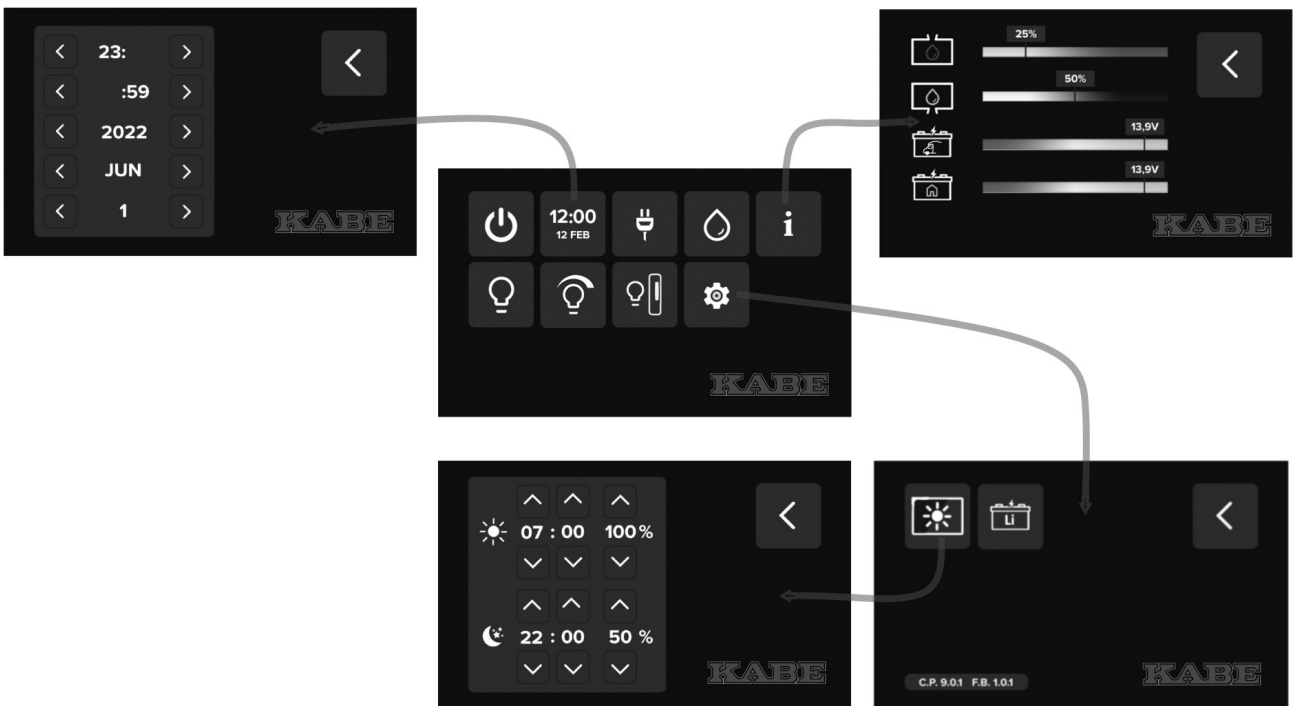 23:
:59
2022
JUN
1
KABE
25%
50%
13,9V
13,9V
KABE
12:00
12 FEB
i
KABE
07 : 00 100 %
22 : 00 50 %
KABE
Li
C.P. 9.0.1 F.B. 1.0.1
KABE